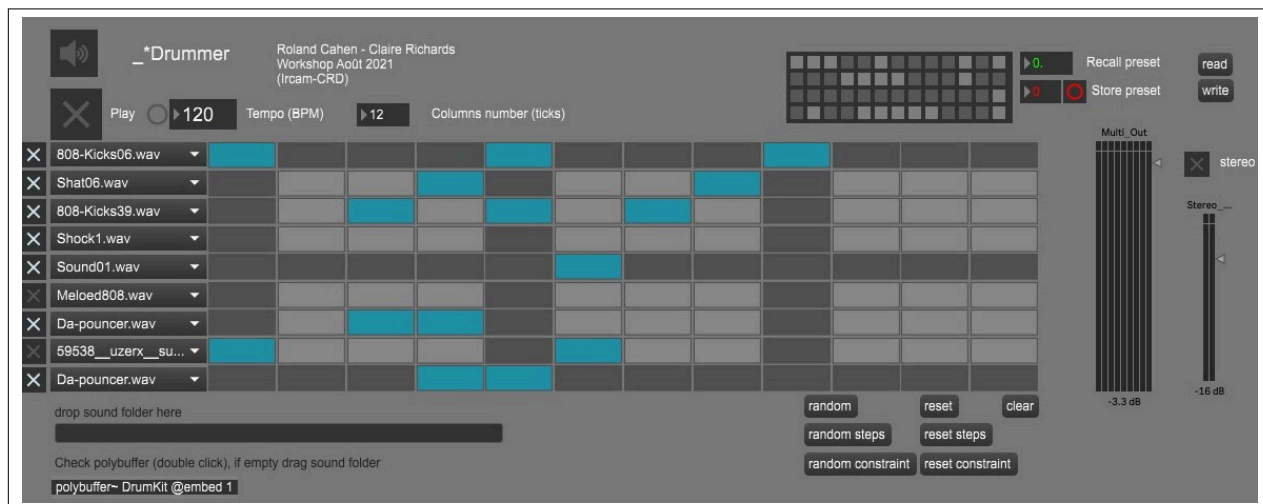 _*Drummer
Roland Cahen - Claire Richards
Workshop Août 2021
(Ircam-CRD)
0.
Recall preset
read
0
Store preset
write
Play
120
Tempo (BPM)
12
Columns number (ticks)
Multi_Out
stereo
808-Kicks06.wav
Shat06.wav
808-Kicks39.wav
Stereo_...
Shock1.wav
Sound01.wav
Meloed808.wav
Da-pouncer.wav
59538__uzerx__su...
Da-pouncer.wav
-3.3 dB
-16 dB
drop sound folder here
random
reset
clear
random steps
reset steps
Check polybuffer (double click), if empty drag sound folder
random constraint
reset constraint
polybuffer~ DrumKit @embed 1